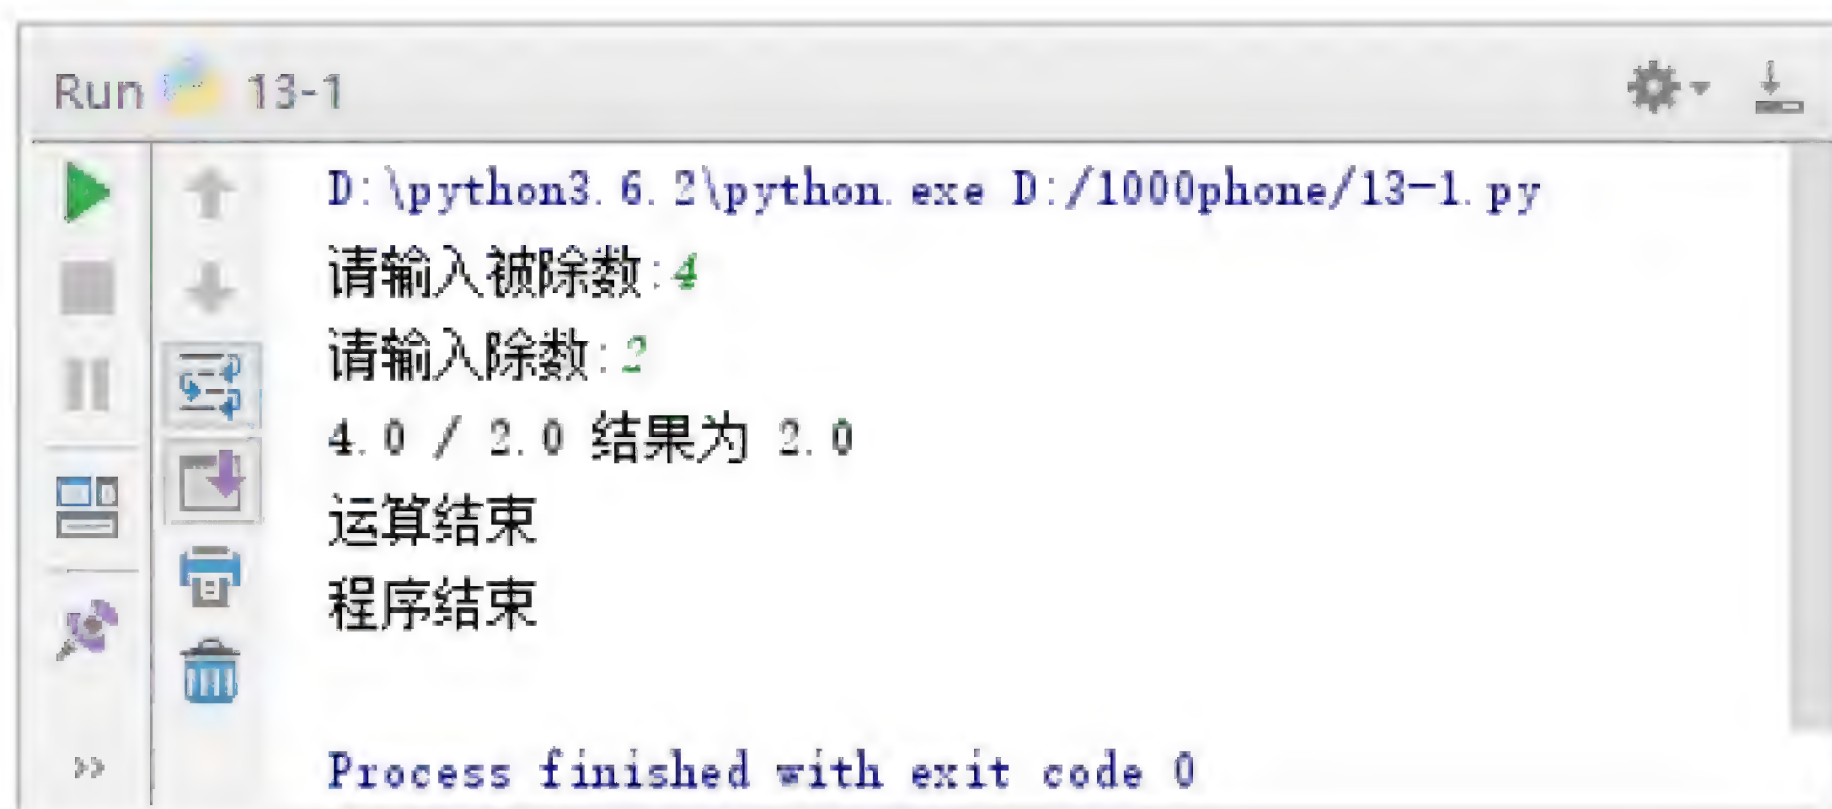 Run 13-1
D:\python3.6.2\python.exe D:/1000phone/13-1.py
请输入被除数:4
请输入除数:2
4.0 / 2.0 结果为 2.0
运算结束
程序结束
Process finished with exit code 0